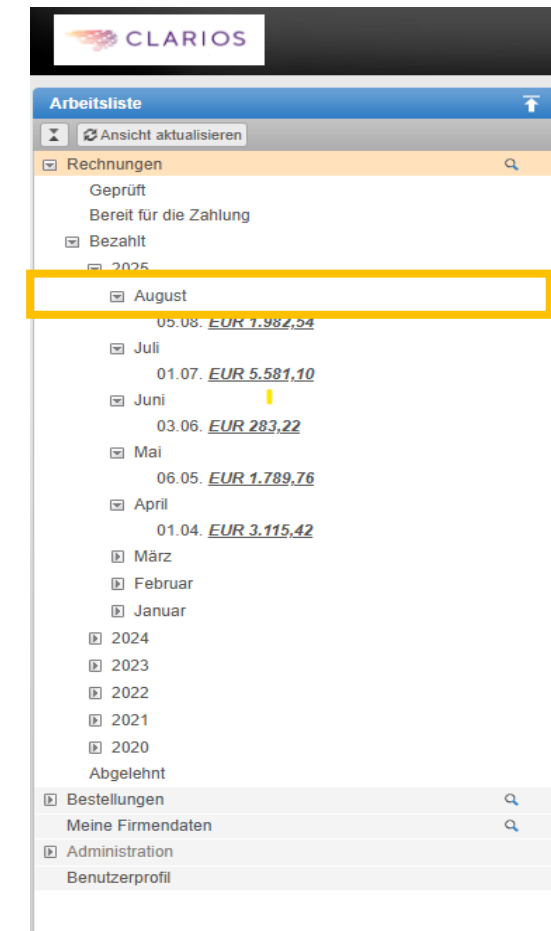 CLARIOS
Arbeitsliste
Ansicht aktualisieren
Rechnungen
Geprüft
Bereit für die Zahlung
Bezahlt
2025
August
05.08. EUR 1.982,54
Juli
01.07. EUR 5.581,10
Juni
03.06. EUR 283,22
Mai
06.05. EUR 1.789,76
April
01.04. EUR 3.115,42
März
Februar
Januar
2024
2023
2022
2021
2020
Abgelehnt
Bestellungen
Meine Firmendaten
Administration
Benutzerprofil